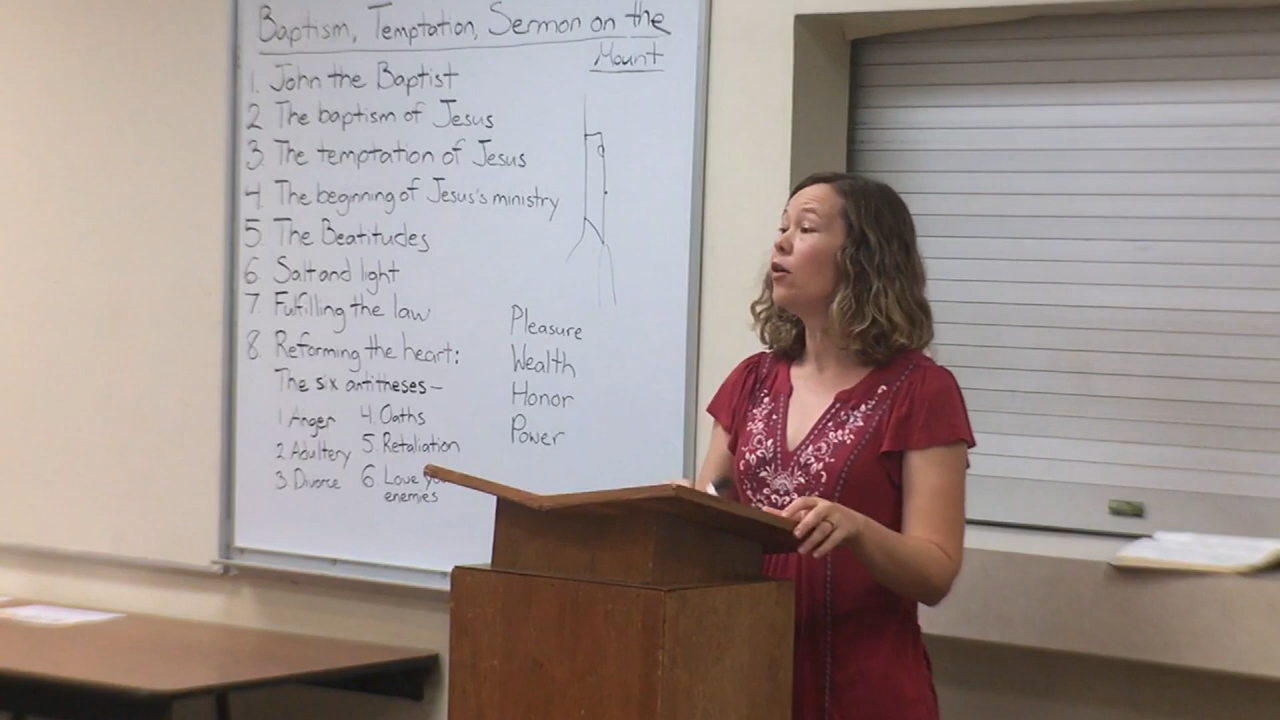 Baptism, Temptation, Sermon on the
Mount
1. John the Baptist
2 The baptism of Jesus
3. The temptation of Jesus
4. The beginning of Jesus's ministry
5. The Beatitudes
6. Salt and light
7. Fulfilling the law
8. Reforming the heart:
The six antitheses—
1 Anger 4. Oaths
2 Adultery 5. Retaliation
3. Divorce 6. Love
enemies
Pleasure
Wealth
Honor
Power